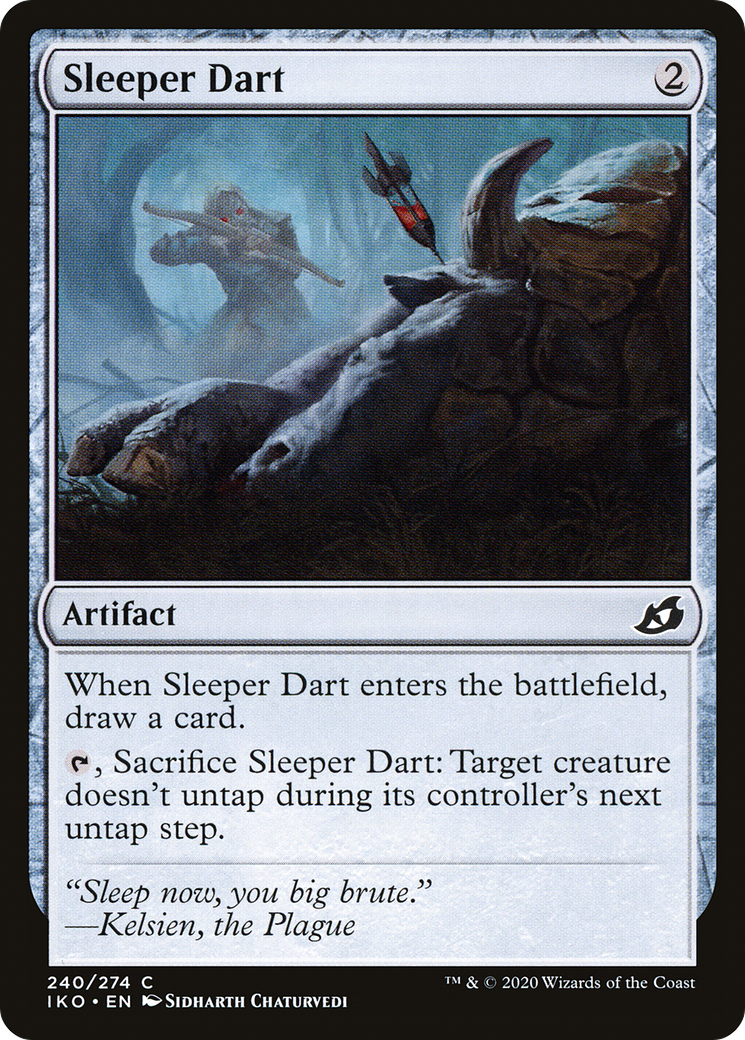 Sleeper Dart 2
Artifact
When Sleeper Dart enters the battlefield,
draw a card.
, Sacrifice Sleeper Dart: Target creature
doesn't untap during its controller's next
untap step.
“Sleep now, you big brute.”
—Kelsien, the Plague
240/274 C
IKO • EN Sidharth Chaturvedi
™ & © 2020 Wizards of the Coast